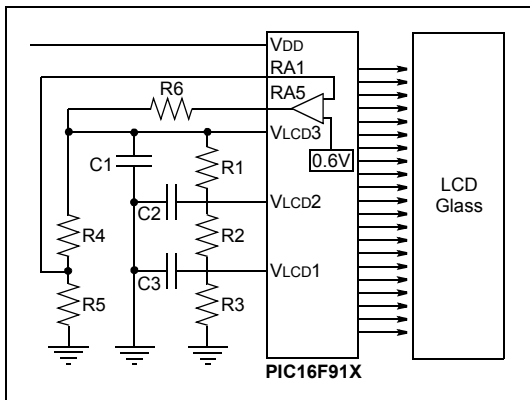 VDD
RA1
RA5
R6
VLCD3
C1
R1
0.6V
LCD
Glass
C2
VLCD2
R4
R2
C3
VLCD1
R5
R3
PIC16F91X